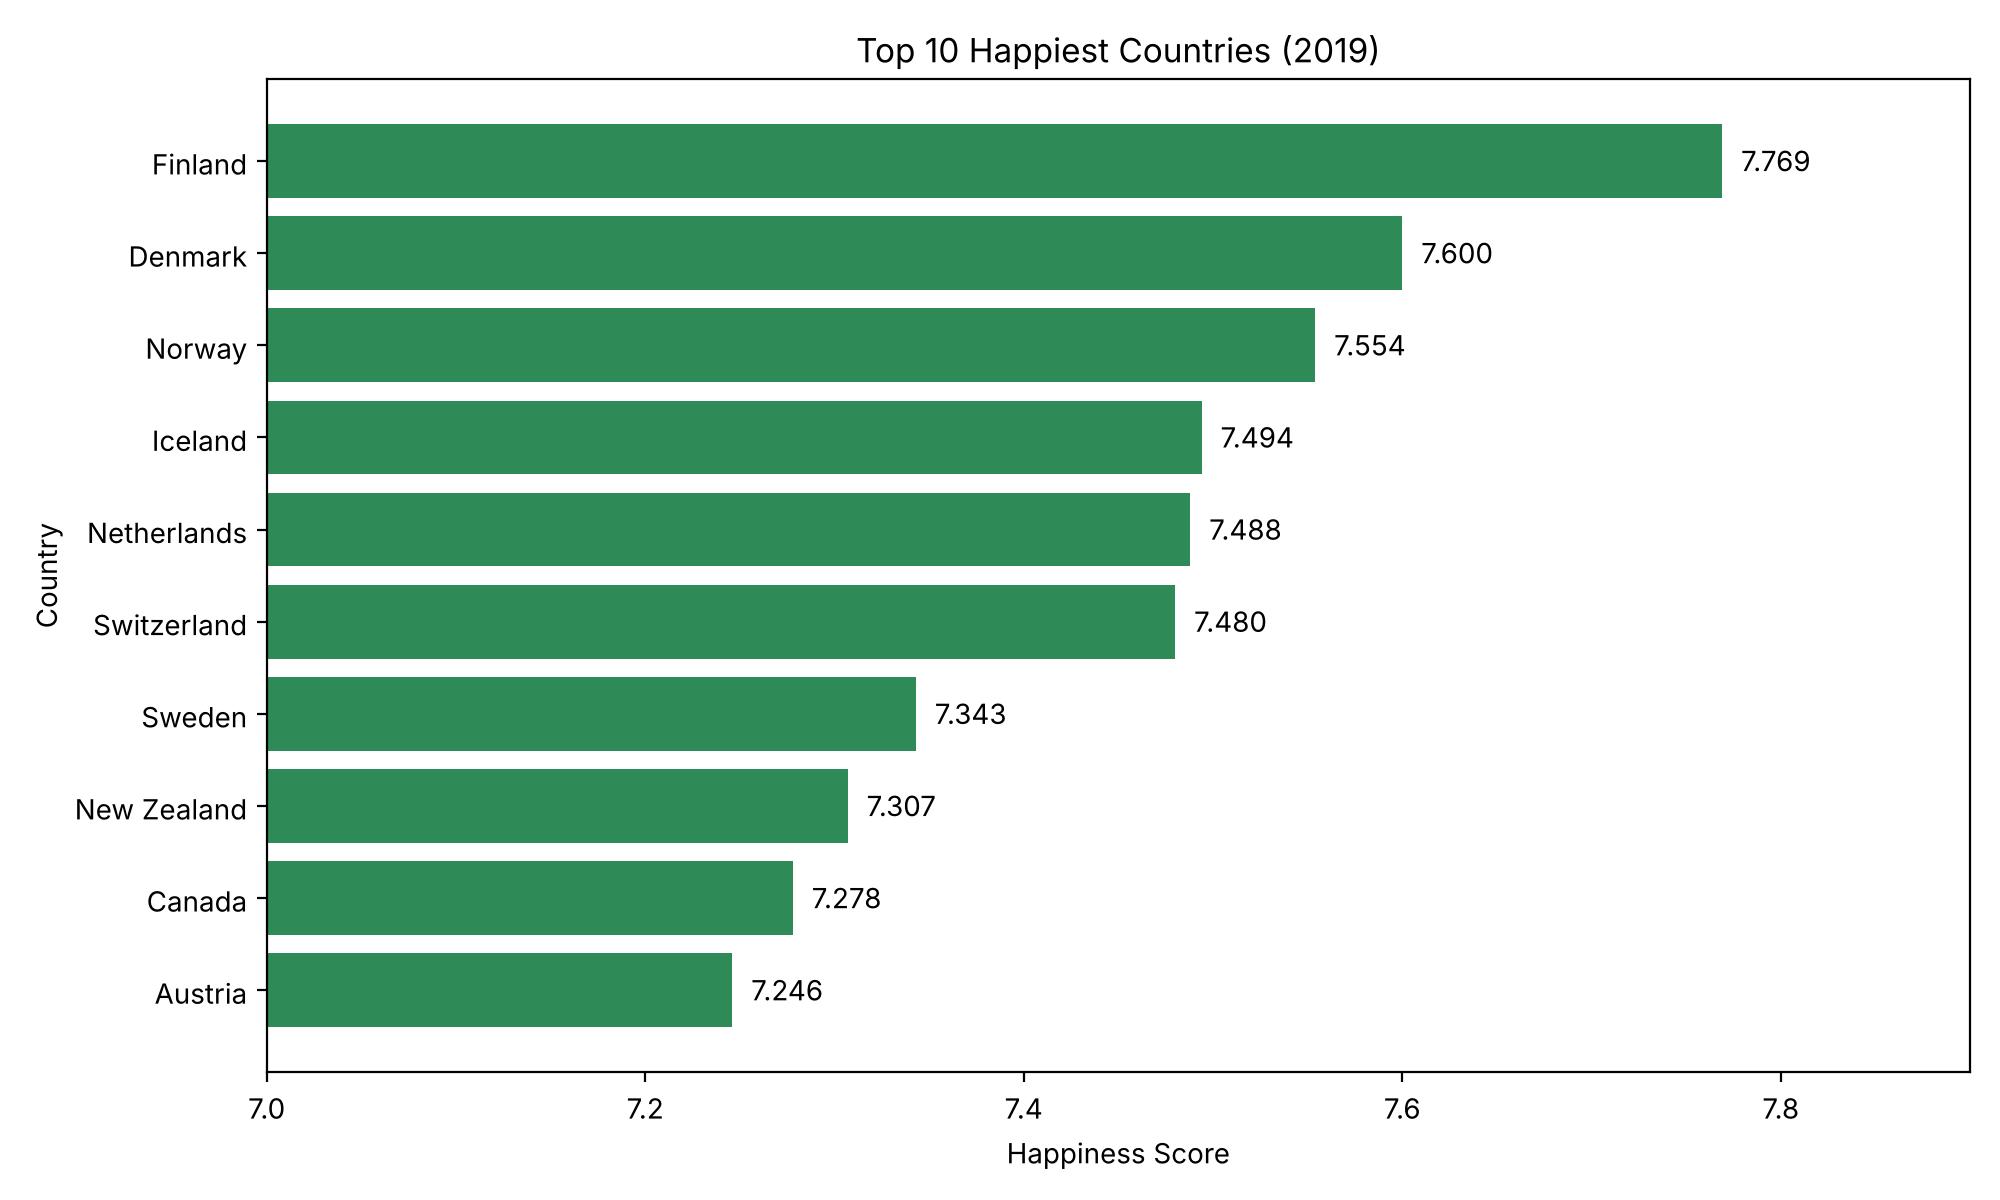 Top 10 Happiest Countries (2019)
Finland 7.769
Denmark 7.600
Norway 7.554
Iceland 7.494
Netherlands 7.488
Switzerland 7.480
Sweden 7.343
New Zealand 7.307
Canada 7.278
Austria 7.246
Country
7.0 7.2 7.4 7.6 7.8
Happiness Score